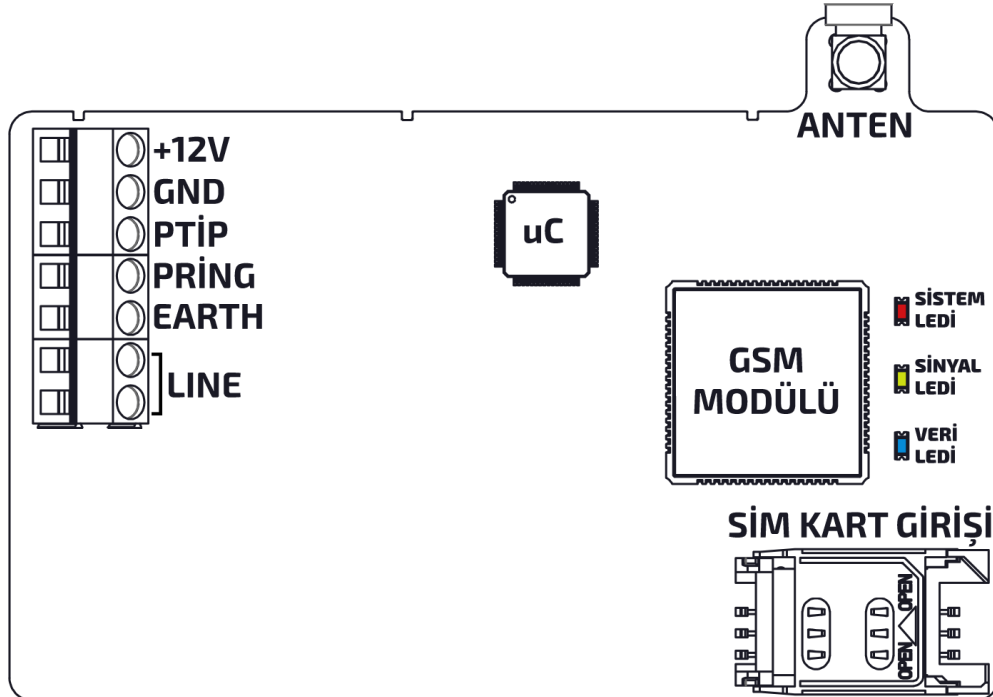 ANTEN
+12V
GND
PTİP
PRİNG
EARTH
LINE
uC
GSM
MODÜLÜ
SİSTEM
LEDİ
SİNYAL
LEDİ
VERİ
LEDİ
SİM KART GİRİŞİ
OPEN
OPEN